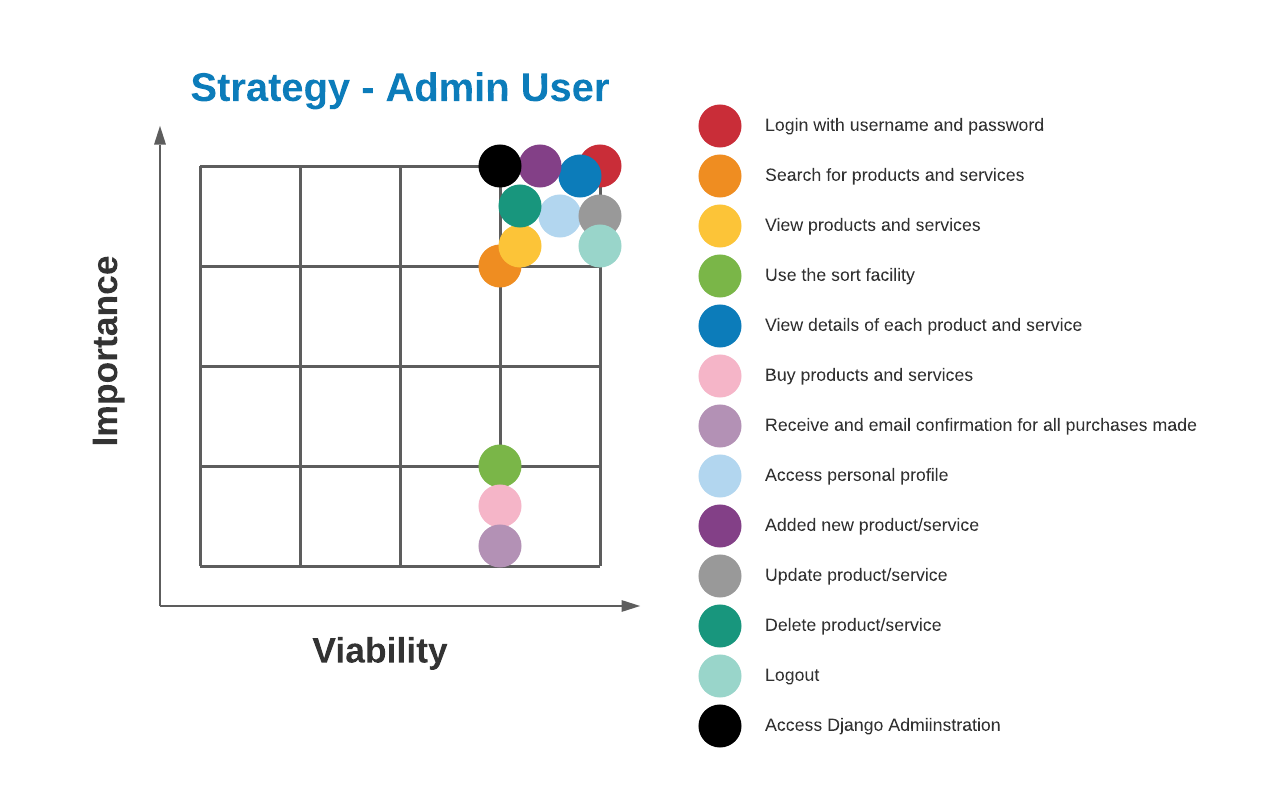 Strategy - Admin User
Importance
Viability
Login with username and password
Search for products and services
View products and services
Use the sort facility
View details of each product and service
Buy products and services
Receive and email confirmation for all purchases made
Access personal profile
Added new product/service
Update product/service
Delete product/service
Logout
Access Django Admiinstration